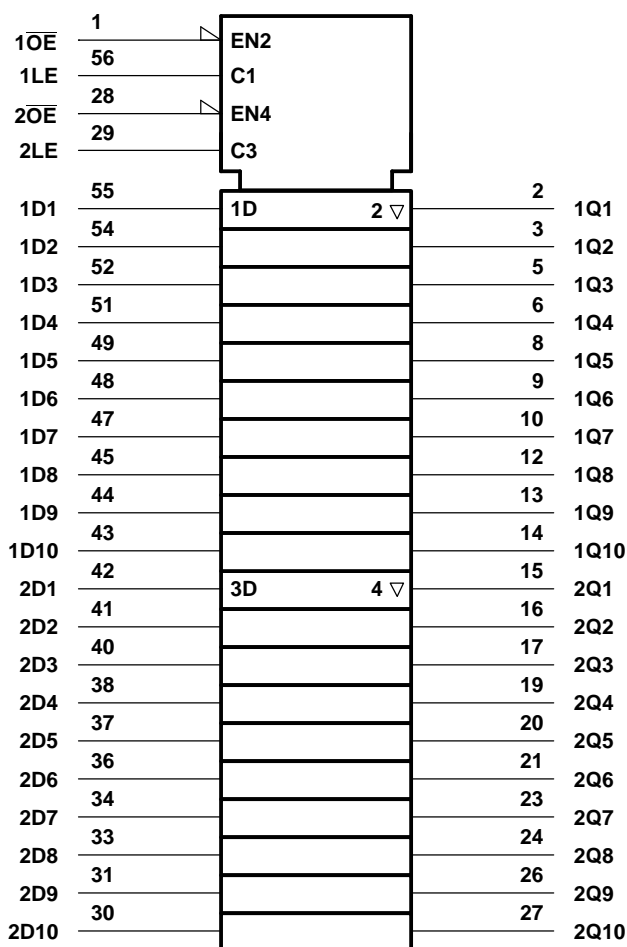 1 1OE EN2
56 1LE C1
28 2OE EN4
29 2LE C3
1D1 55 1D 2 ▽ 2 1Q1
1D2 54 3 1Q2
1D3 52 5 1Q3
1D4 51 6 1Q4
1D5 49 8 1Q5
1D6 48 9 1Q6
1D7 47 10 1Q7
1D8 45 12 1Q8
1D9 44 13 1Q9
1D10 43 14 1Q10
2D1 42 3D 4 ▽ 15 2Q1
2D2 41 16 2Q2
2D3 40 17 2Q3
2D4 38 19 2Q4
2D5 37 20 2Q5
2D6 36 21 2Q6
2D7 34 23 2Q7
2D8 33 24 2Q8
2D9 31 26 2Q9
2D10 30 27 2Q10